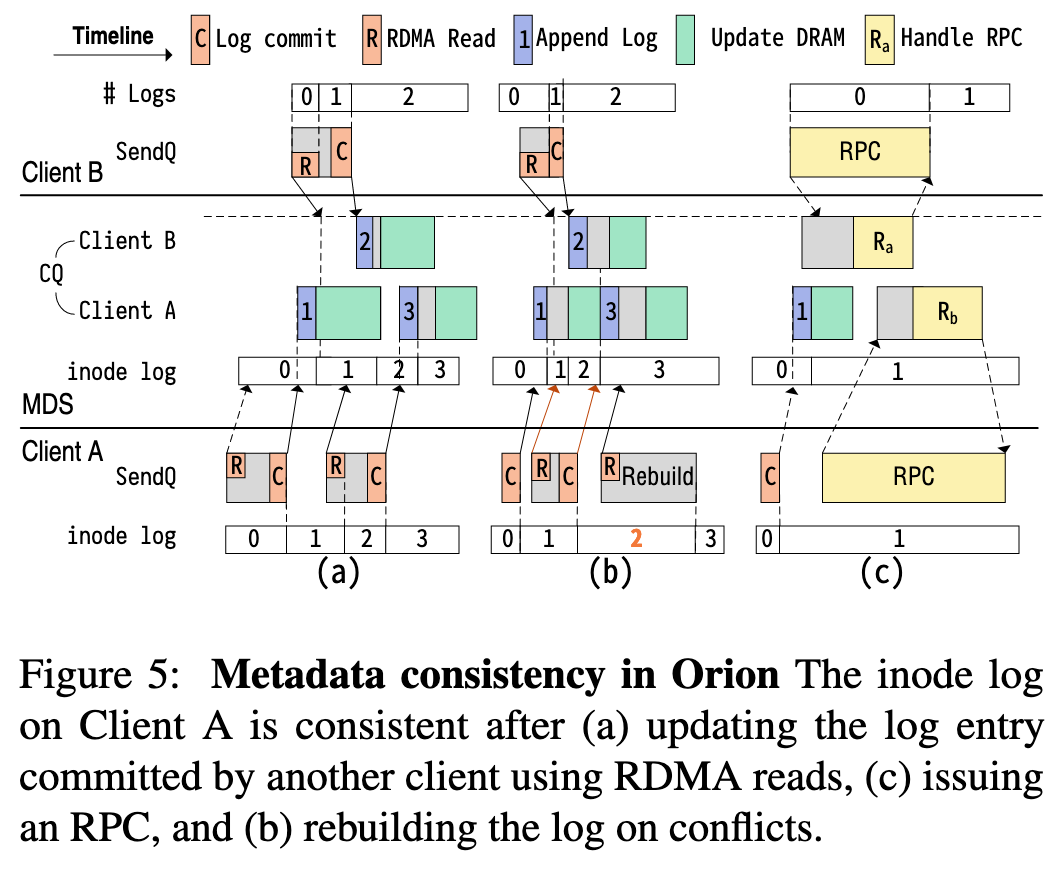 Timeline C Log commit R RDMA Read 1 Append Log Update DRAM Ra Handle RPC
# Logs 0 1 2 0 1 2 0 1
SendQ R C R C RPC
Client B
Client B 2 2 Ra
CQ
Client A 1 3 1 3 1 Rb
inode log 0 1 2 3 0 1 2 3 0 1
MDS
Client A
SendQ R C R C C R C R Rebuild C RPC
inode log 0 1 2 3 0 1 2 3 0 1
(a) (b) (c)
Figure 5: Metadata consistency in Orion The inode log
on Client A is consistent after (a) updating the log entry
committed by another client using RDMA reads, (c) issuing
an RPC, and (b) rebuilding the log on conflicts.